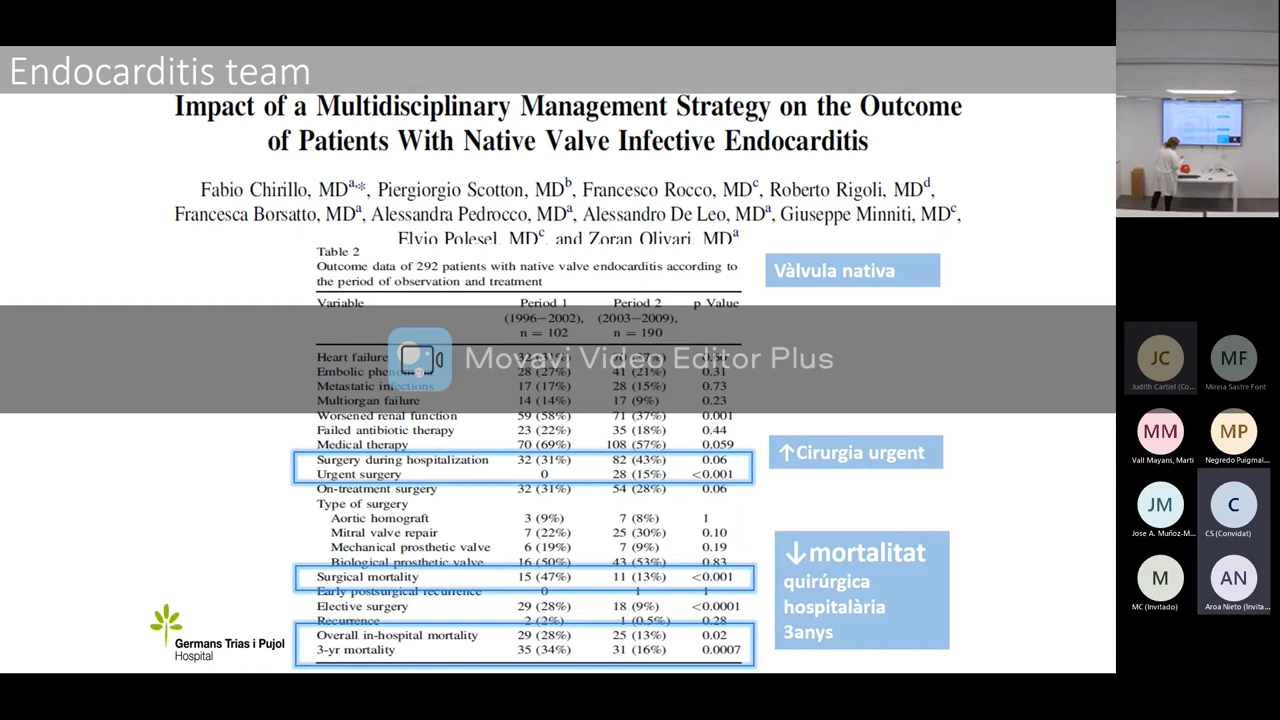 Endocarditis team
Impact of a Multidisciplinary Management Strategy on the Outcome
of Patients With Native Valve Infective Endocarditis
Fabio Chirillo, MDa,*, Piergiorgio Scotton, MDb, Francesco Rocco, MDc, Roberto Rigoli, MDd,
Francesca Borsatto, MDa, Alessandra Pedrocco, MDa, Alessandro De Leo, MDa, Giuseppe Minniti, MDc,
Elvio Polesel, MDc, and Zoran Olivari, MDa
Table 2
Outcome data of 292 patients with native valve endocarditis according to
the period of observation and treatment
Variable Period 1 Period 2 p Value
(1996–2002), (2003–2009),
n = 102 n = 190
Heart failure
Embolic 28 (27%) 41 (21%) 0.31
Metastatic infections 17 (17%) 28 (15%) 0.73
Multiorgan failure 14 (14%) 17 (9%) 0.23
Worsened renal function 59 (58%) 71 (37%) 0.001
Failed antibiotic therapy 23 (22%) 35 (18%) 0.44
Medical therapy 70 (69%) 108 (57%) 0.059
Surgery during hospitalization 32 (31%) 82 (43%) 0.06
Urgent surgery 0 28 (15%) <0.001
On-treatment surgery 32 (31%) 54 (28%) 0.06
Type of surgery
Aortic homograft 3 (9%) 7 (8%) 1
Mitral valve repair 7 (22%) 25 (30%) 0.10
Mechanical prosthetic valve 6 (19%) 7 (9%) 0.19
Biological prosthetic valve 16 (50%) 43 (53%) 0.83
Surgical mortality 15 (47%) 11 (13%) <0.001
Early postsurgical recurrence 0 1 1
Elective surgery 29 (28%) 18 (9%) <0.0001
Recurrence 2 (2%) 1 (0.5%) 0.28
Overall in-hospital mortality 29 (28%) 25 (13%) 0.02
3-yr mortality 35 (34%) 31 (16%) 0.0007
Vàlvula nativa
↑Cirurgia urgent
↓mortalitat
quirúrgica
hospitalària
3anys
Movavi Video Editor Plus
Germans Trias i Pujol
Hospital
JC
Judith Cartiel (Co...
MF
Mireia Sastre Font
MM
Vall Mayans, Martí
MP
Negredo Puigmal...
JM
Jose A. Muñoz-M...
C
CS (Convidat)
M
MC (Invitado)
AN
Aroa Nieto (Invita...